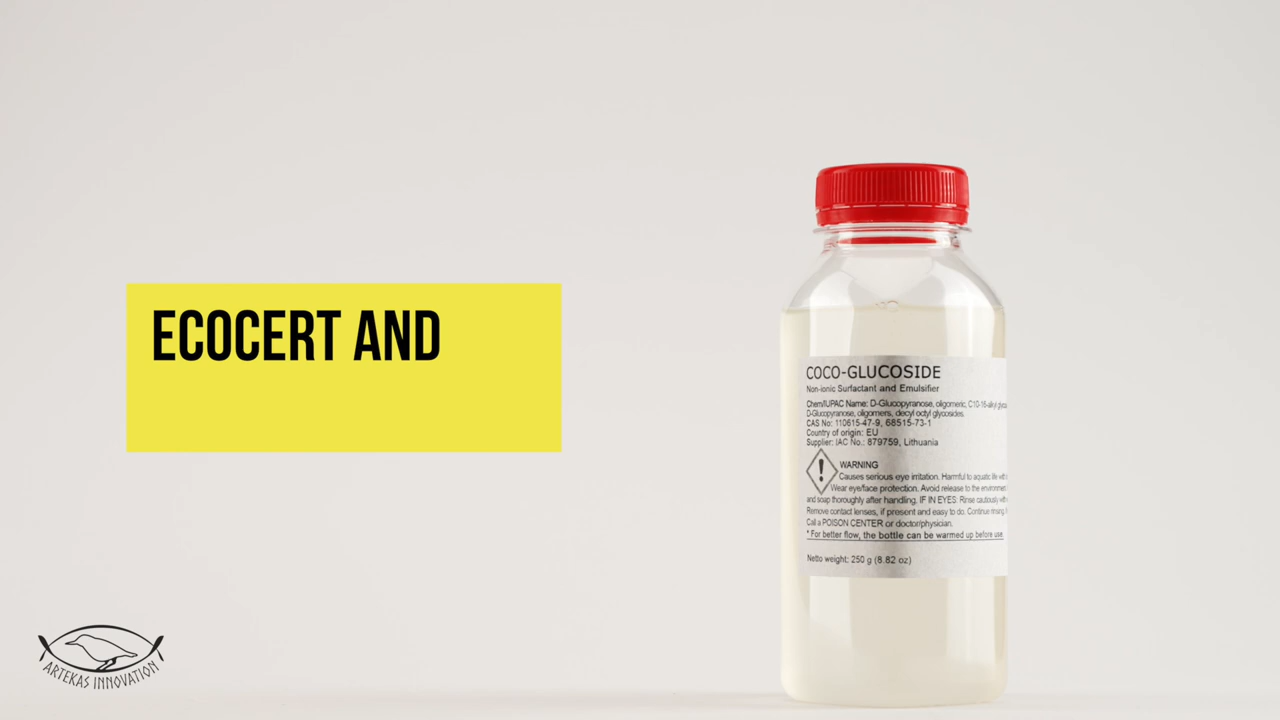 ECOCERT AND
COCO-GLUCOSIDE
Non-ionic Surfactant and Emulsifier
Chem/IUPAC Name: D-Glucopyranose, oligomeric, C10-16-alkyl
D-Glucopyranose, oligomers, decyl octyl glycosides.
CAS No: 110615-47-9, 68515-73-1
Country of origin: EU
Supplier: IAC No.: 879759, Lithuania
WARNING
Causes serious eye irritation. Harmful to aquatic life
Wear eye/face protection. Avoid release to the environment
and soap thoroughly after handling. IF IN EYES: Rinse cautiously
Remove contact lenses, if present and easy to do. Continue rinsing
Call a POISON CENTER or doctor/physician.
* For better flow, the bottle can be warmed up before use.
Netto weight: 250 g (8.82 oz)
ARTEKAS INNOVATION